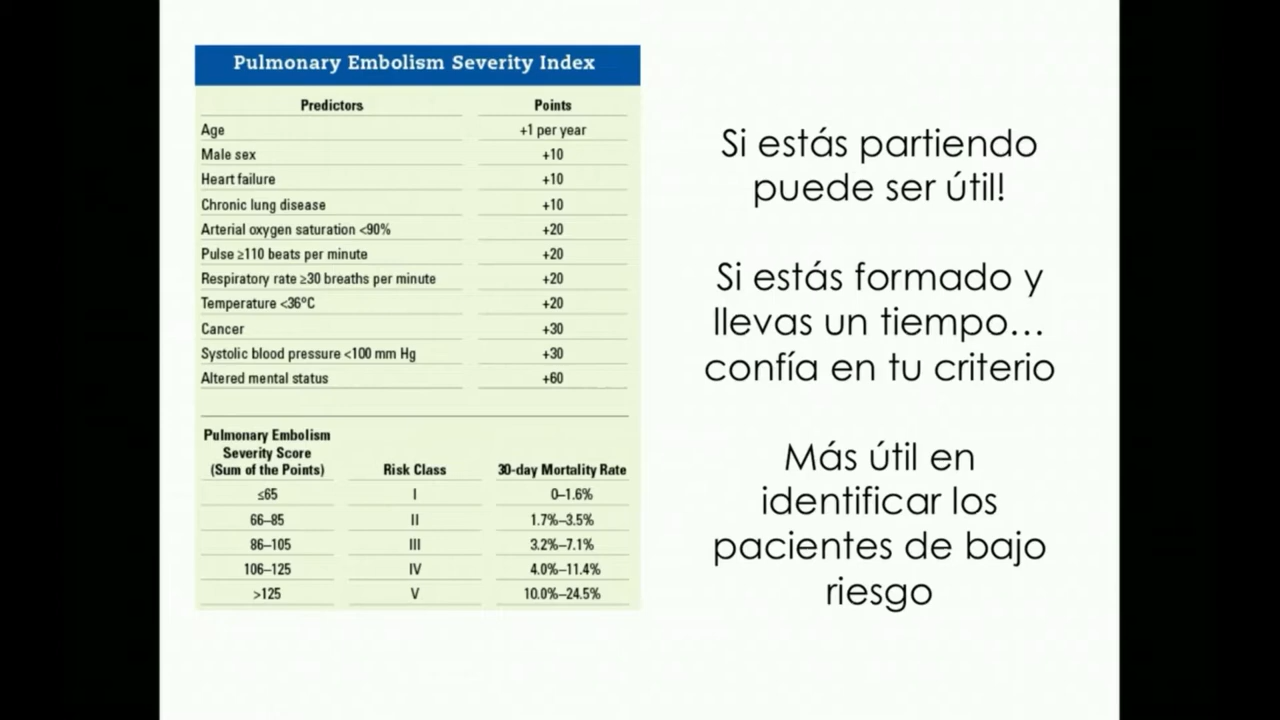 Pulmonary Embolism Severity Index
Predictors Points
Age +1 per year
Male sex +10
Heart failure +10
Chronic lung disease +10
Arterial oxygen saturation <90% +20
Pulse ≥110 beats per minute +20
Respiratory rate ≥30 breaths per minute +20
Temperature <36°C +20
Cancer +30
Systolic blood pressure <100 mm Hg +30
Altered mental status +60
Pulmonary Embolism
Severity Score
(Sum of the Points) Risk Class 30-day Mortality Rate
≤65 I 0–1.6%
66–85 II 1.7%–3.5%
86–105 III 3.2%–7.1%
106–125 IV 4.0%–11.4%
>125 V 10.0%–24.5%
Si estás partiendo
puede ser útil!
Si estás formado y
llevas un tiempo...
confía en tu criterio
Más útil en
identificar los
pacientes de bajo
riesgo